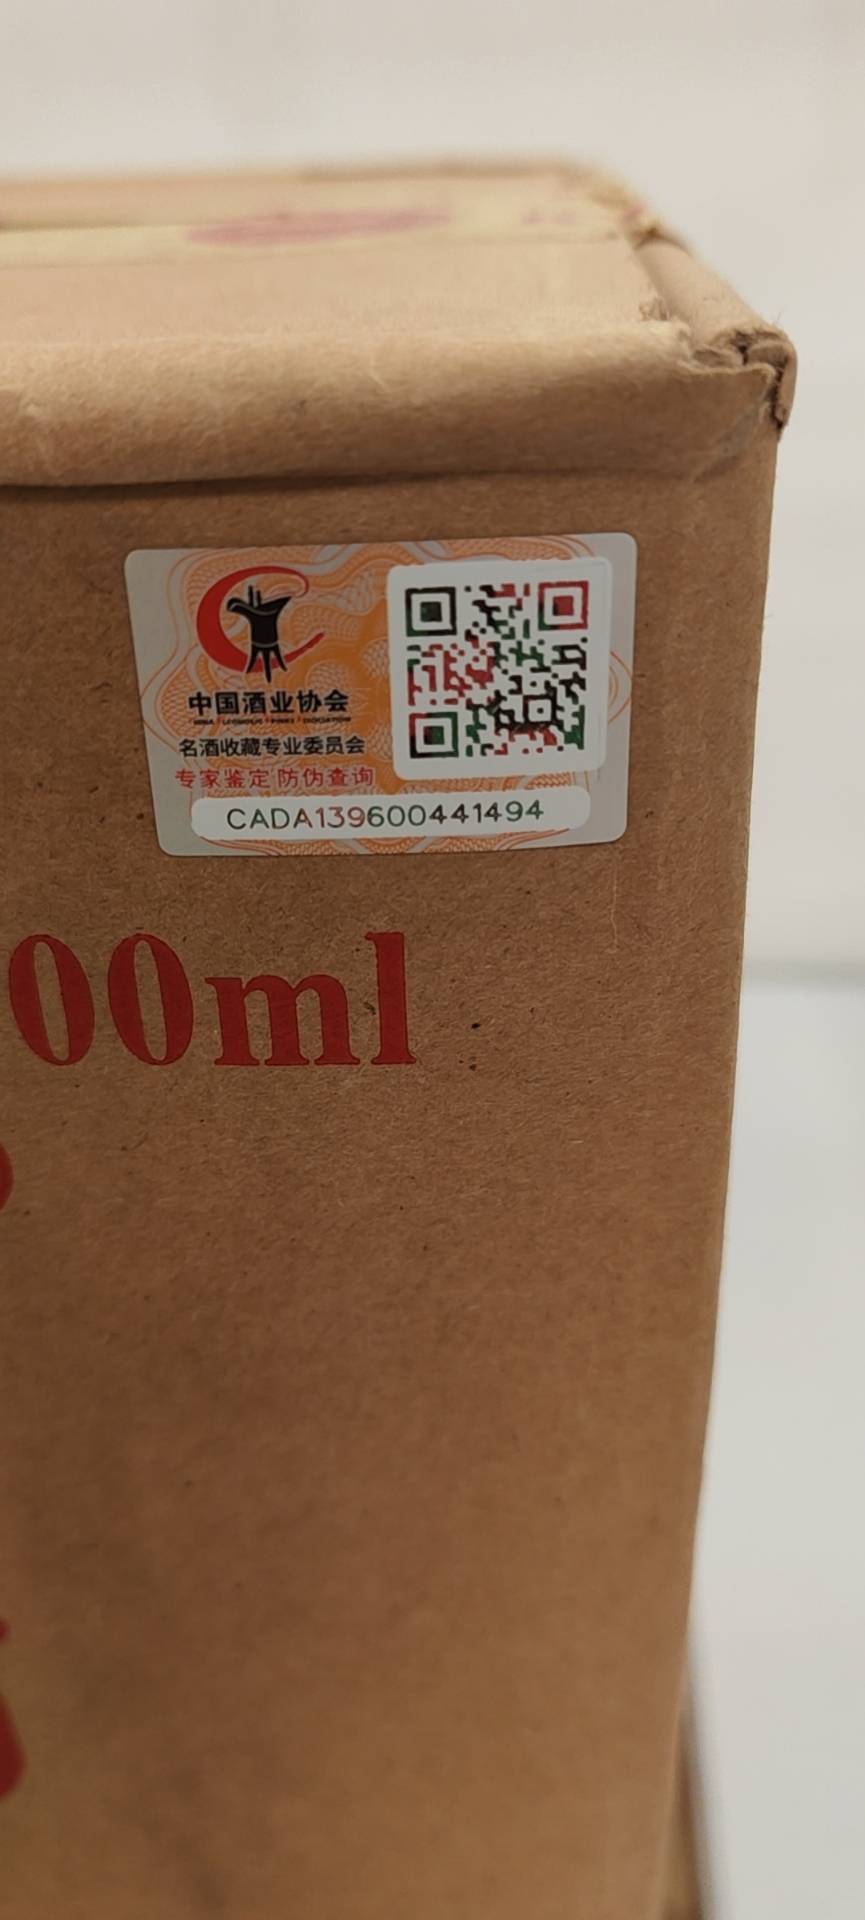 中国酒业协会
名酒收藏专业委员会
专家鉴定 防伪查询
CADA139600441494
00ml